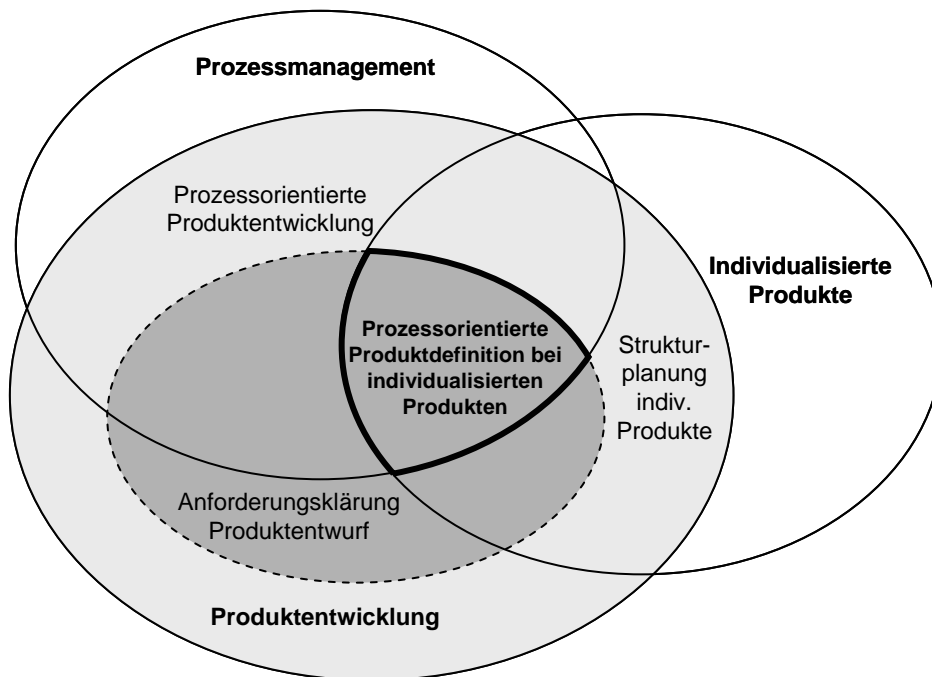 Prozessmanagement
Prozessorientierte
Produktentwicklung
Individualisierte
Produkte
Prozessorientierte
Produktdefinition bei
individualisierten
Produkten
Struktur-
planung
indiv.
Produkte
Anforderungsklärung
Produktentwurf
Produktentwicklung